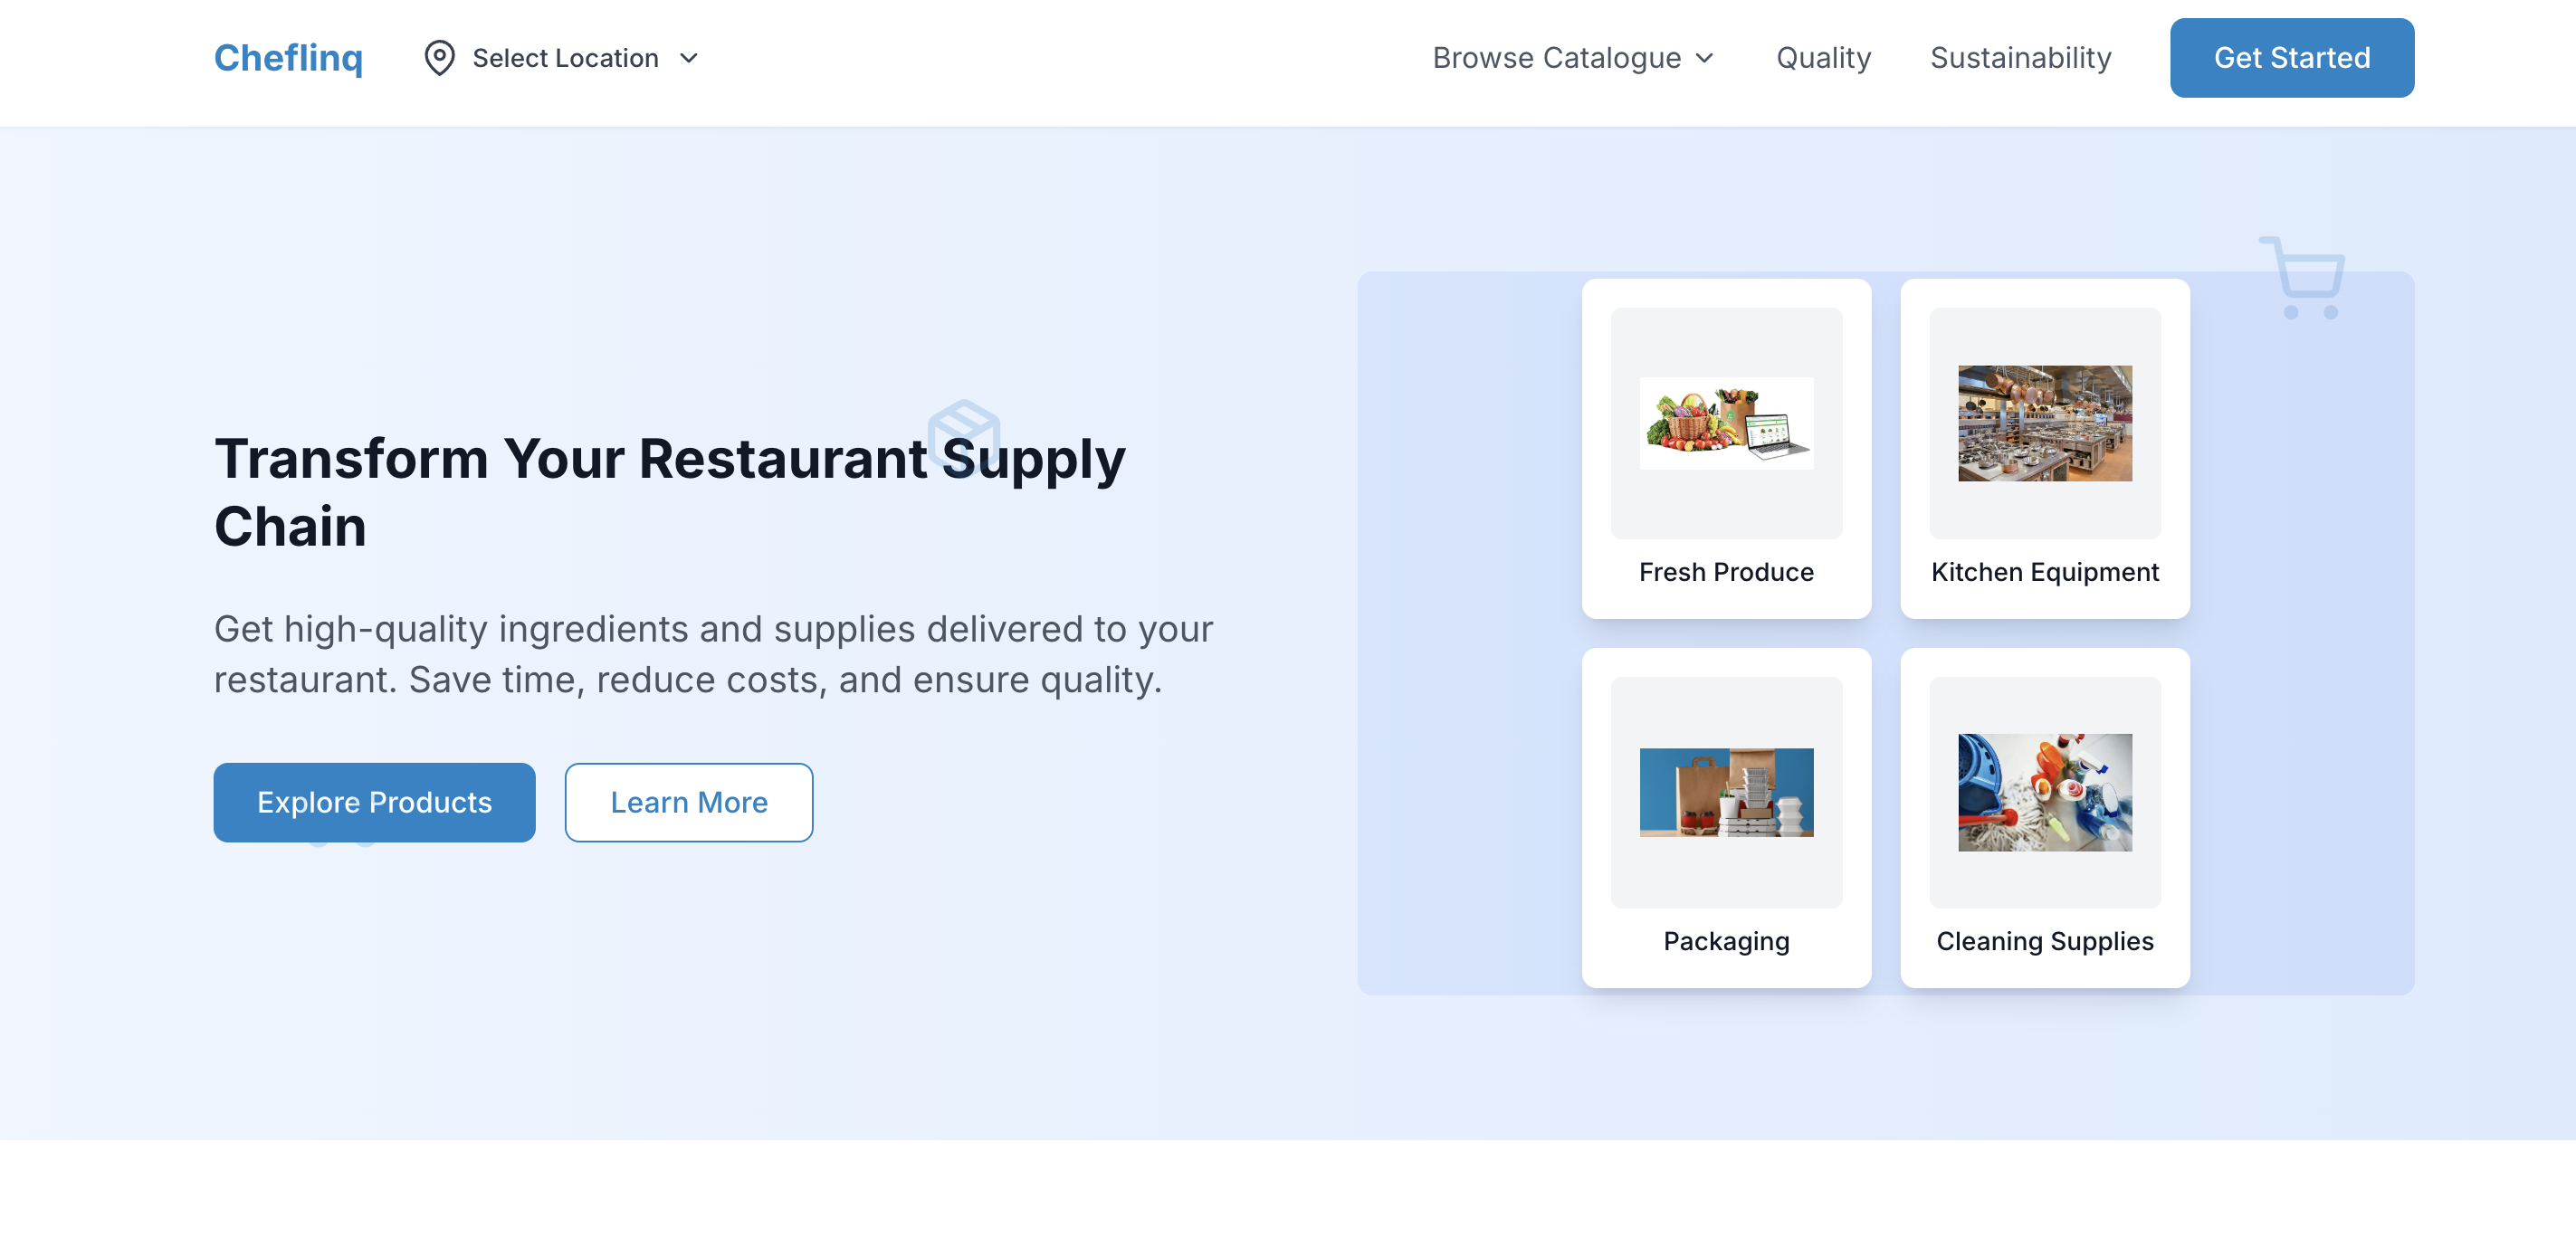 Cheflinq
Select Location
Browse Catalogue
Quality
Sustainability
Get Started
Transform Your Restaurant Supply
Chain
Get high-quality ingredients and supplies delivered to your
restaurant. Save time, reduce costs, and ensure quality.
Explore Products
Learn More
Fresh Produce
Kitchen Equipment
Packaging
Cleaning Supplies